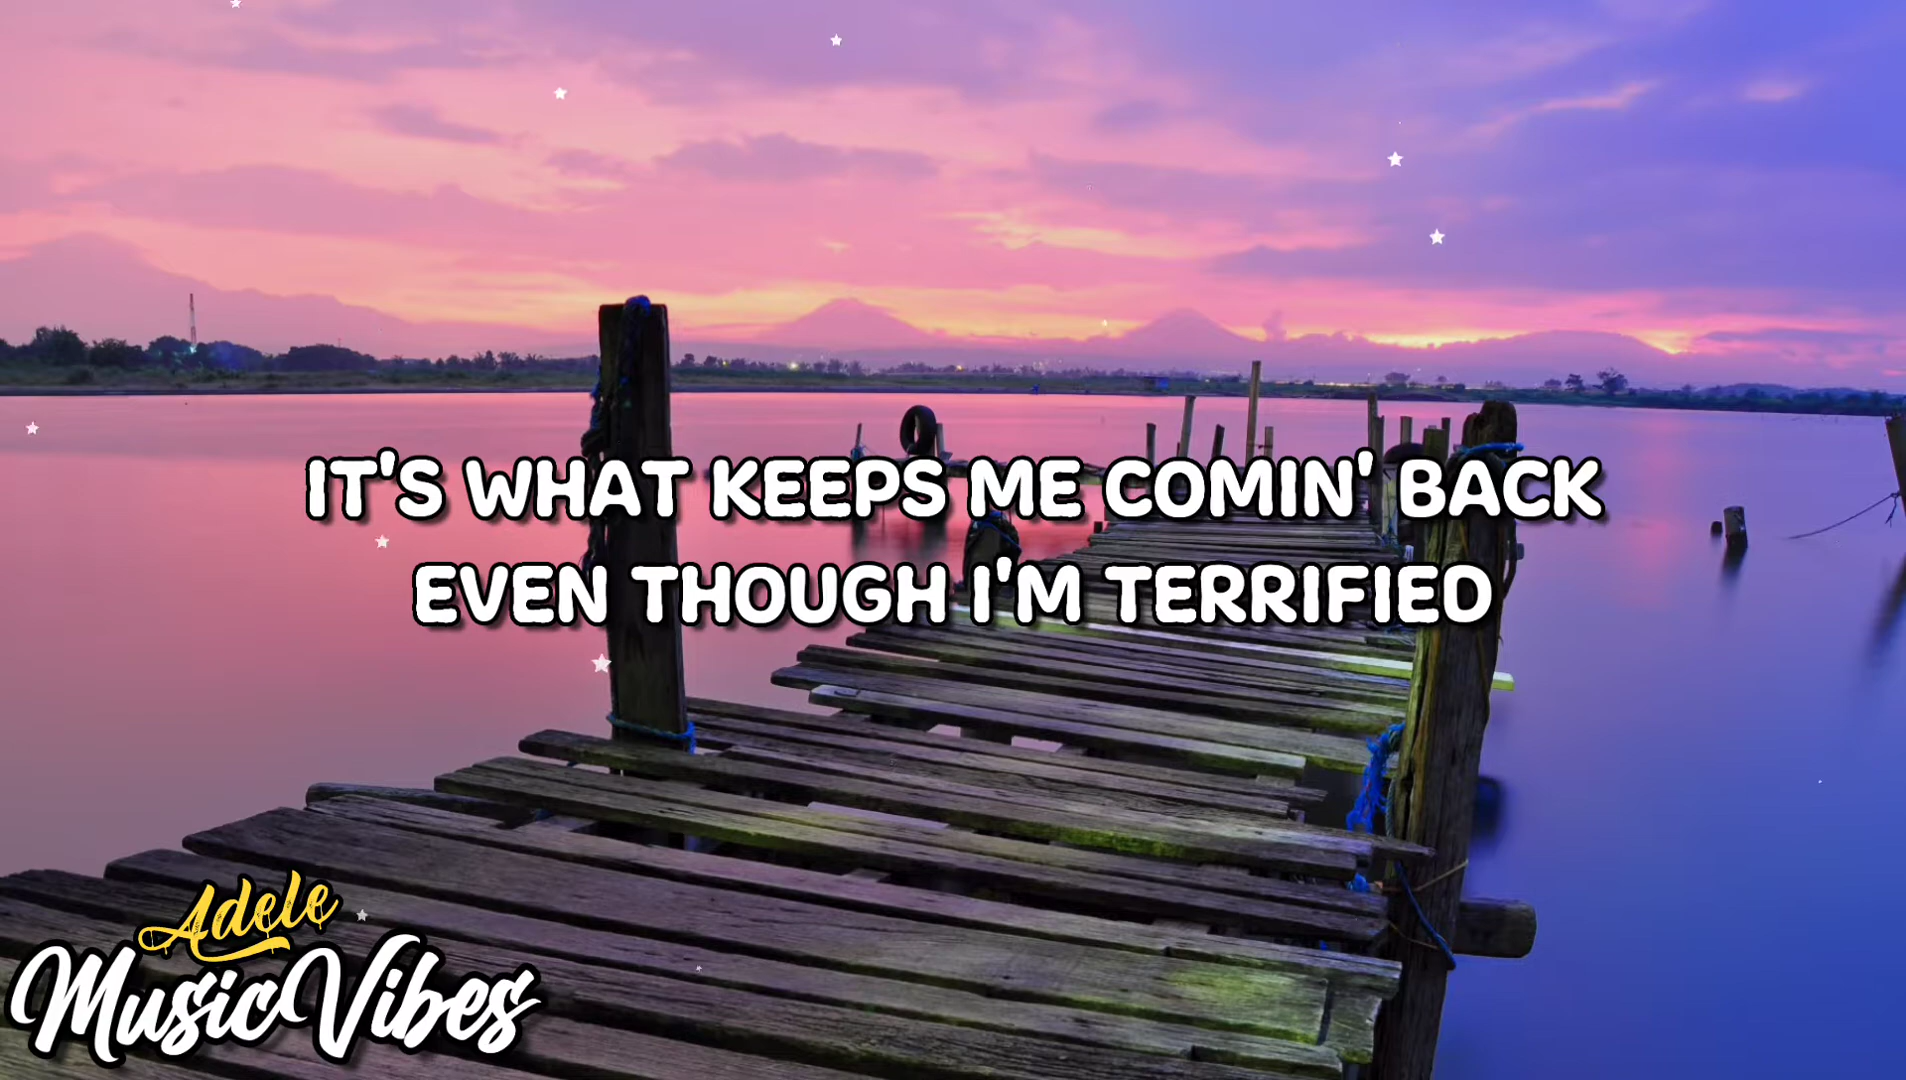 IT'S WHAT KEEPS ME COMIN' BACK
EVEN THOUGH I'M TERRIFIED
Adele
MusicVibes